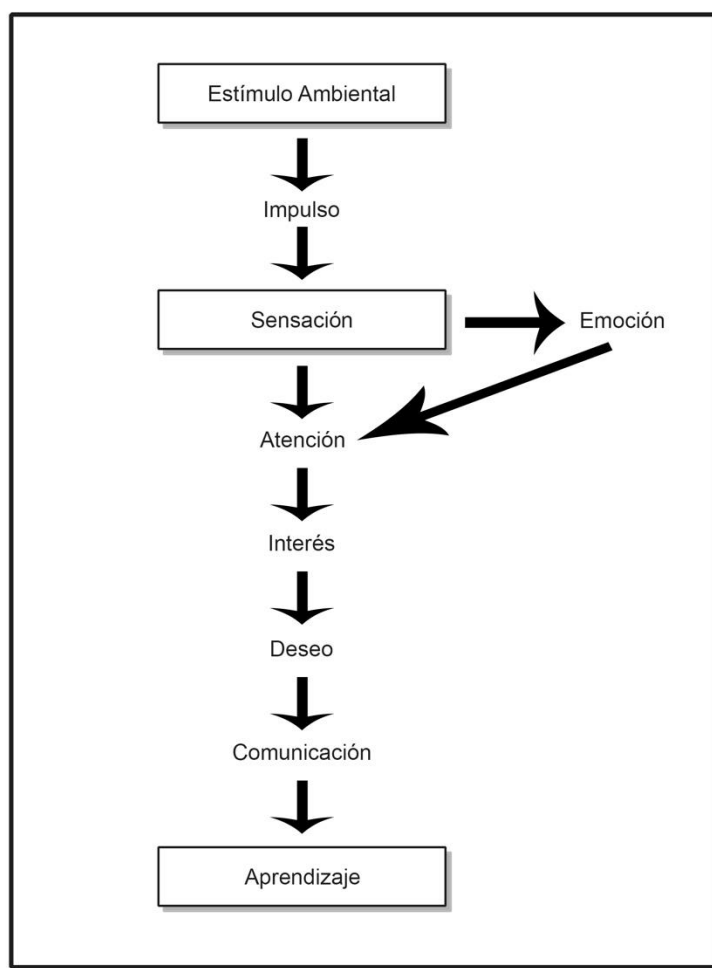 Estímulo Ambiental
Impulso
Sensación
Emoción
Atención
Interés
Deseo
Comunicación
Aprendizaje